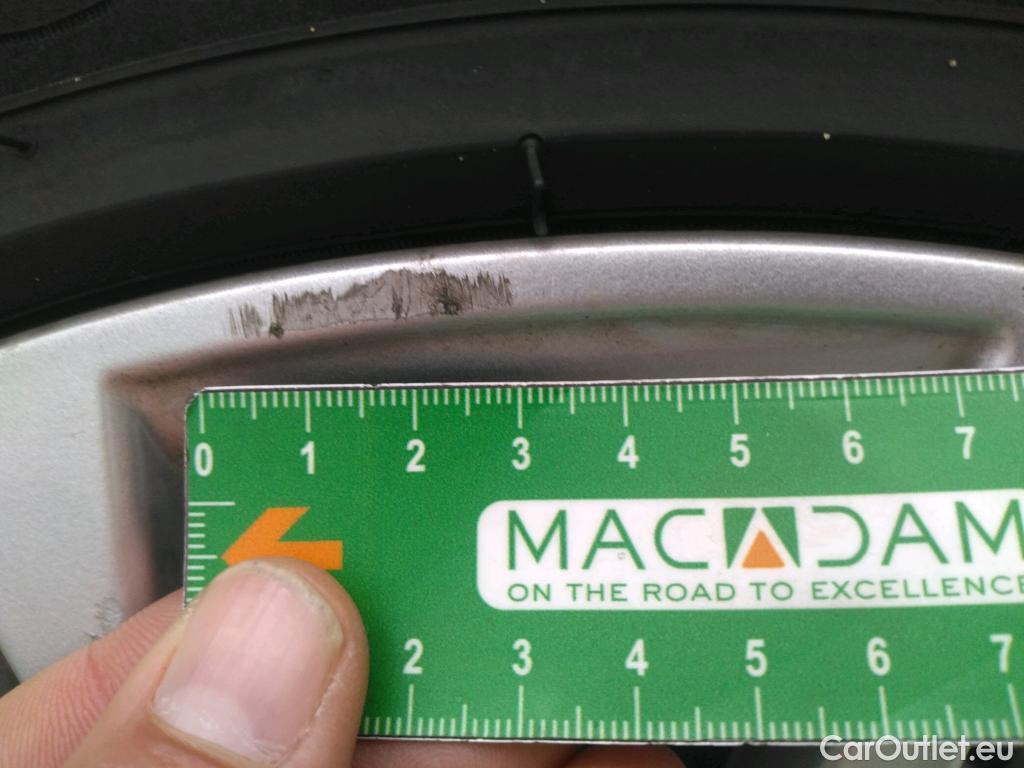 0 1 2 3 4 5 6 7
MACADAM
ON THE ROAD TO EXCELLENCE
2 3 4 5 6 7
CarOutlet.eu